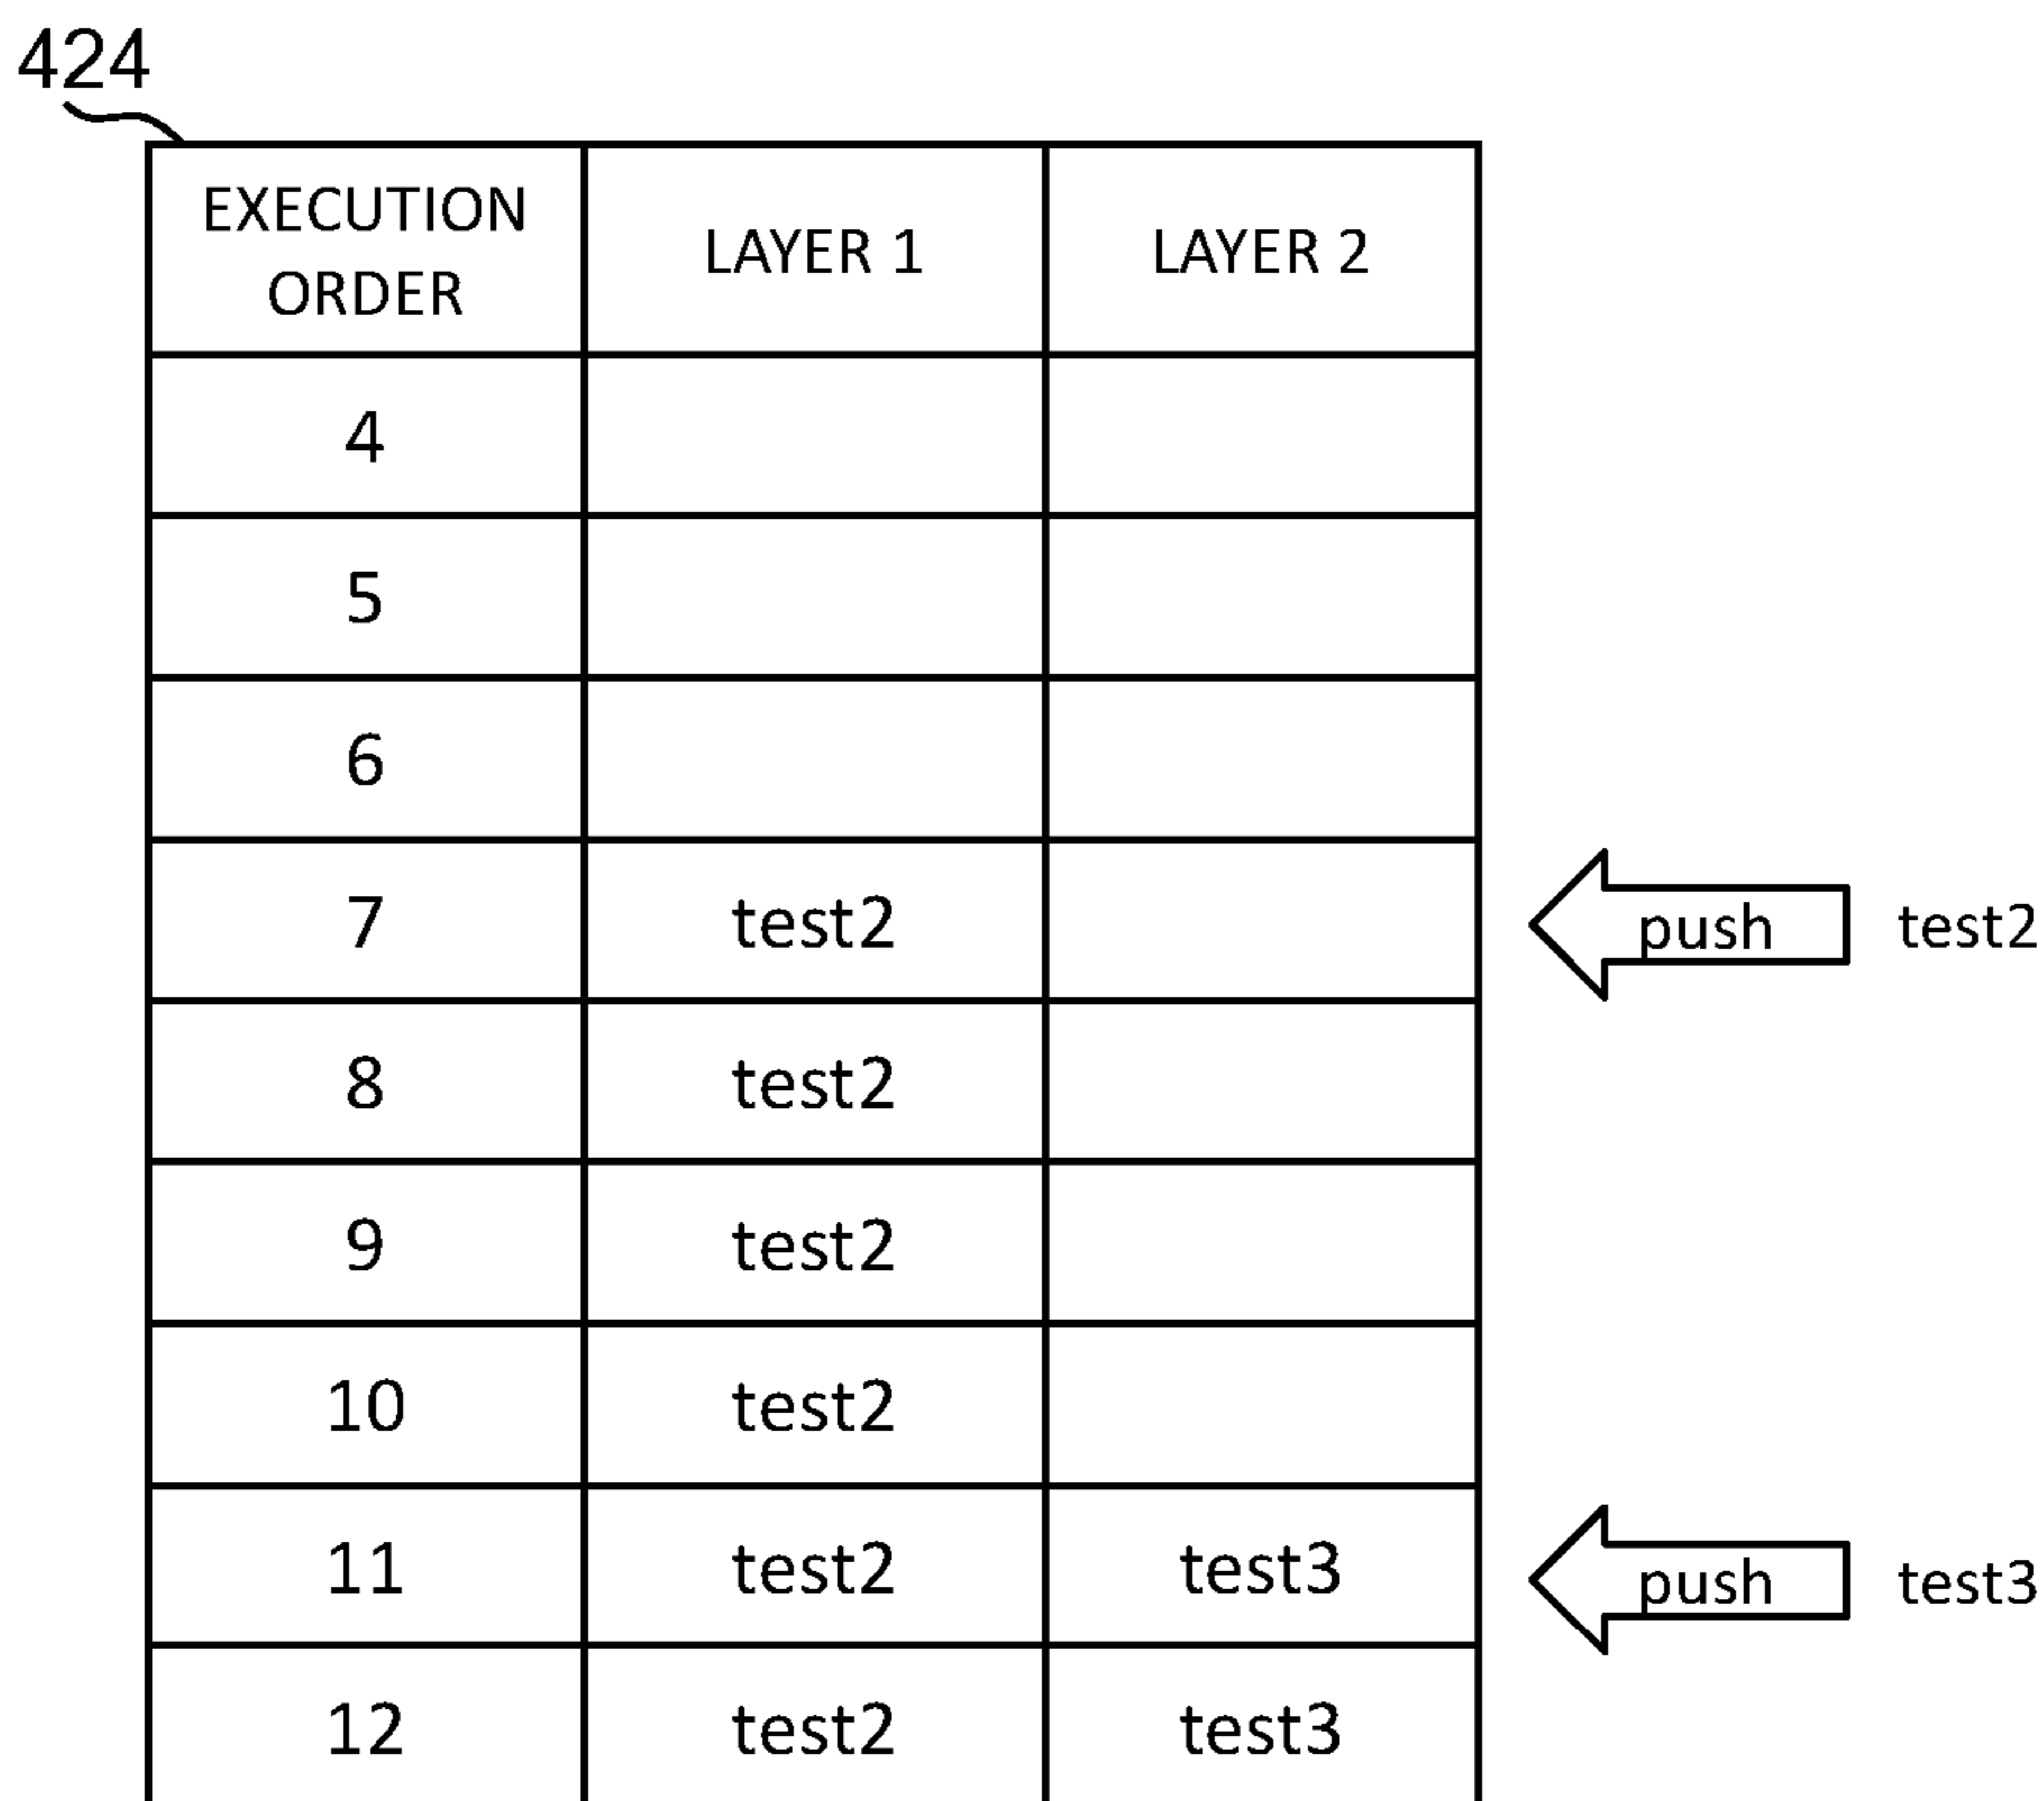 424
EXECUTION ORDER LAYER 1 LAYER 2
4
5
6
7 test2 push test2
8 test2
9 test2
10 test2
11 test2 test3 push test3
12 test2 test3